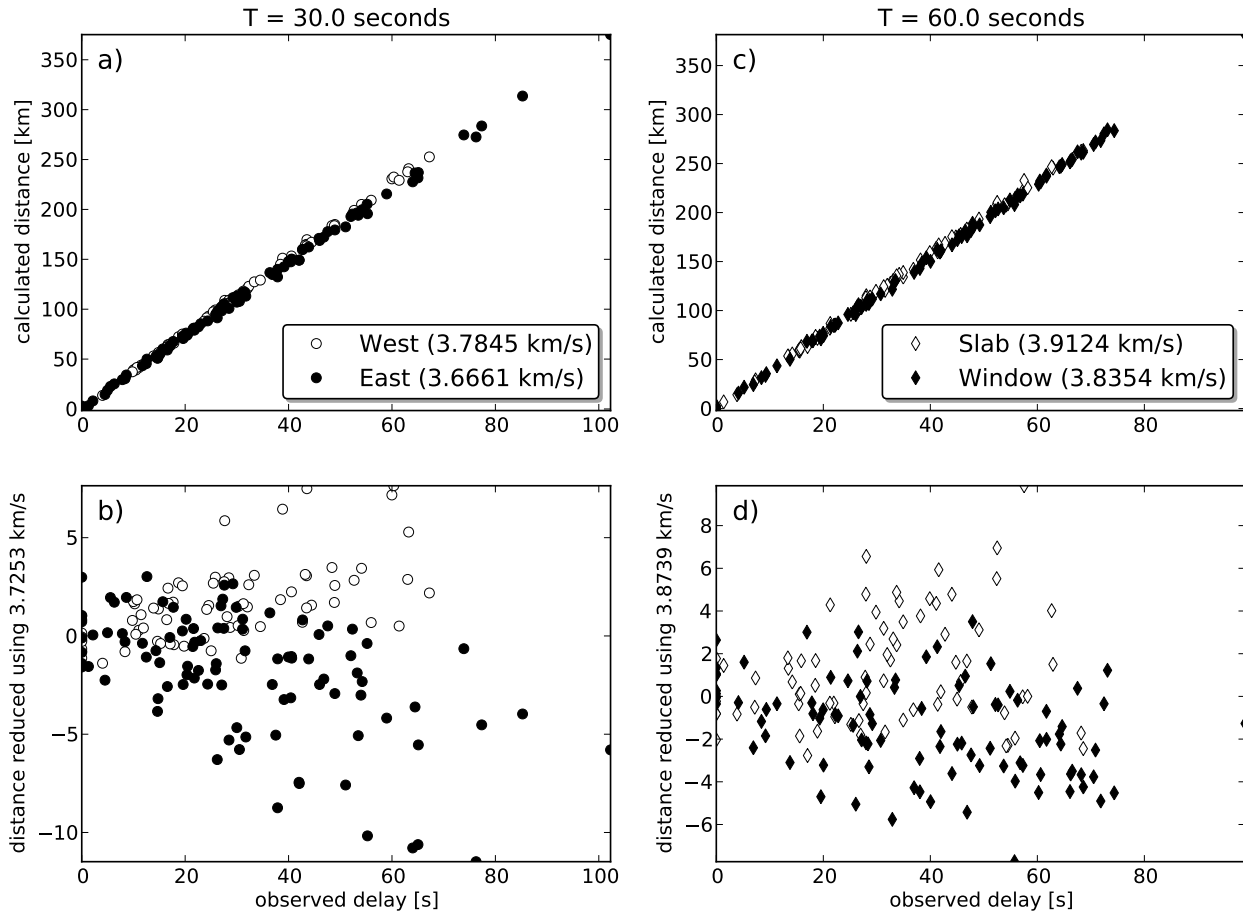 T = 30.0 seconds
a)
calculated distance [km]
350
300
250
200
150
100
50
0
0 20 40 60 80 100
West (3.7845 km/s)
East (3.6661 km/s)
T = 60.0 seconds
c)
calculated distance [km]
350
300
250
200
150
100
50
0
0 20 40 60 80
Slab (3.9124 km/s)
Window (3.8354 km/s)
b)
distance reduced using 3.7253 km/s
5
0
−5
−10
0 20 40 60 80 100
observed delay [s]
d)
distance reduced using 3.8739 km/s
8
6
4
2
0
−2
−4
−6
0 20 40 60 80
observed delay [s]